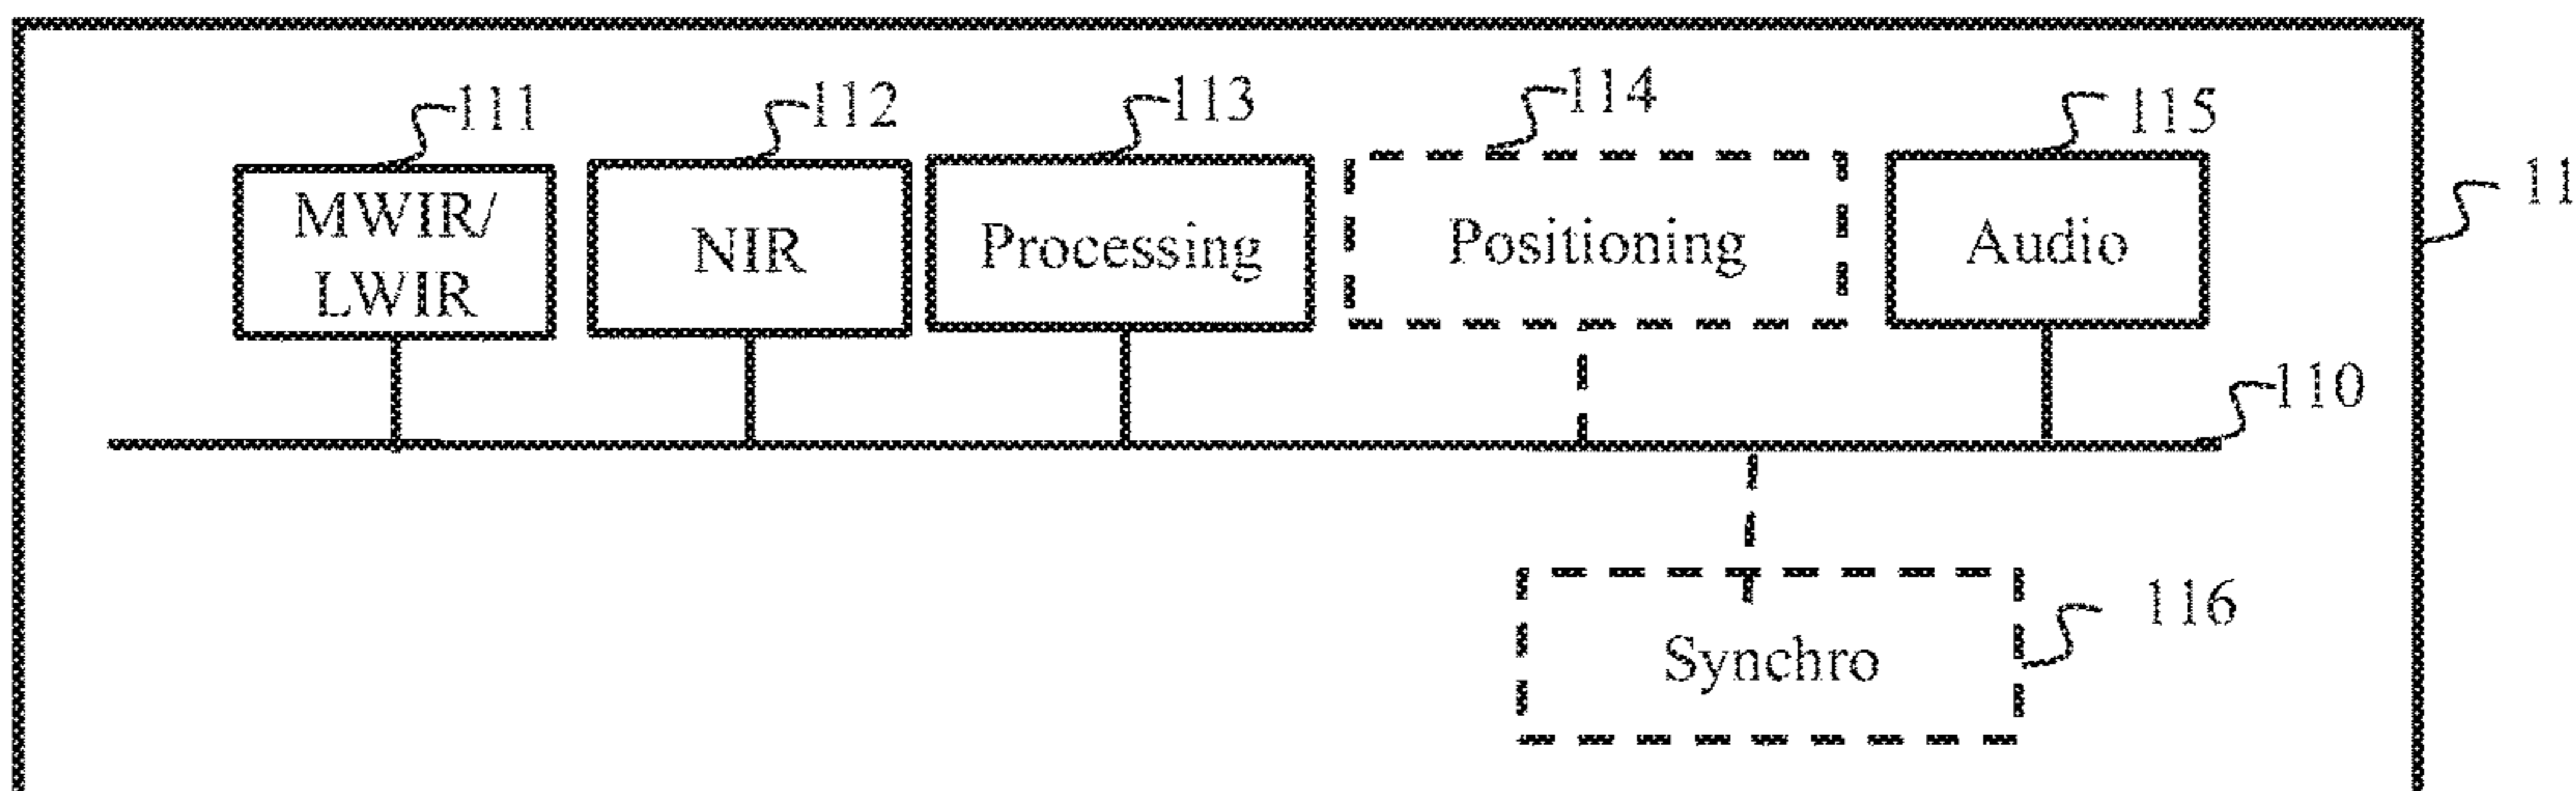 111
112
113
114
115
MWIR/
LWIR
NIR
Processing
Positioning
Audio
11
110
116
Synchro